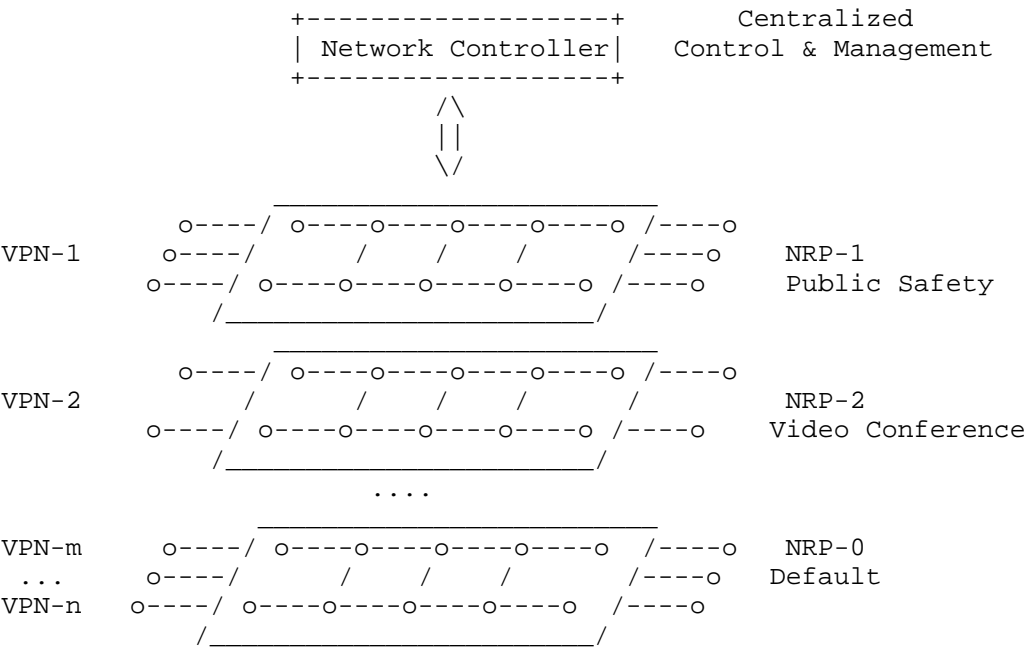 Centralized
Network Controller Control & Management
VPN-1 NRP-1
Public Safety
VPN-2 NRP-2
Video Conference
....
VPN-m NRP-0
... Default
VPN-n